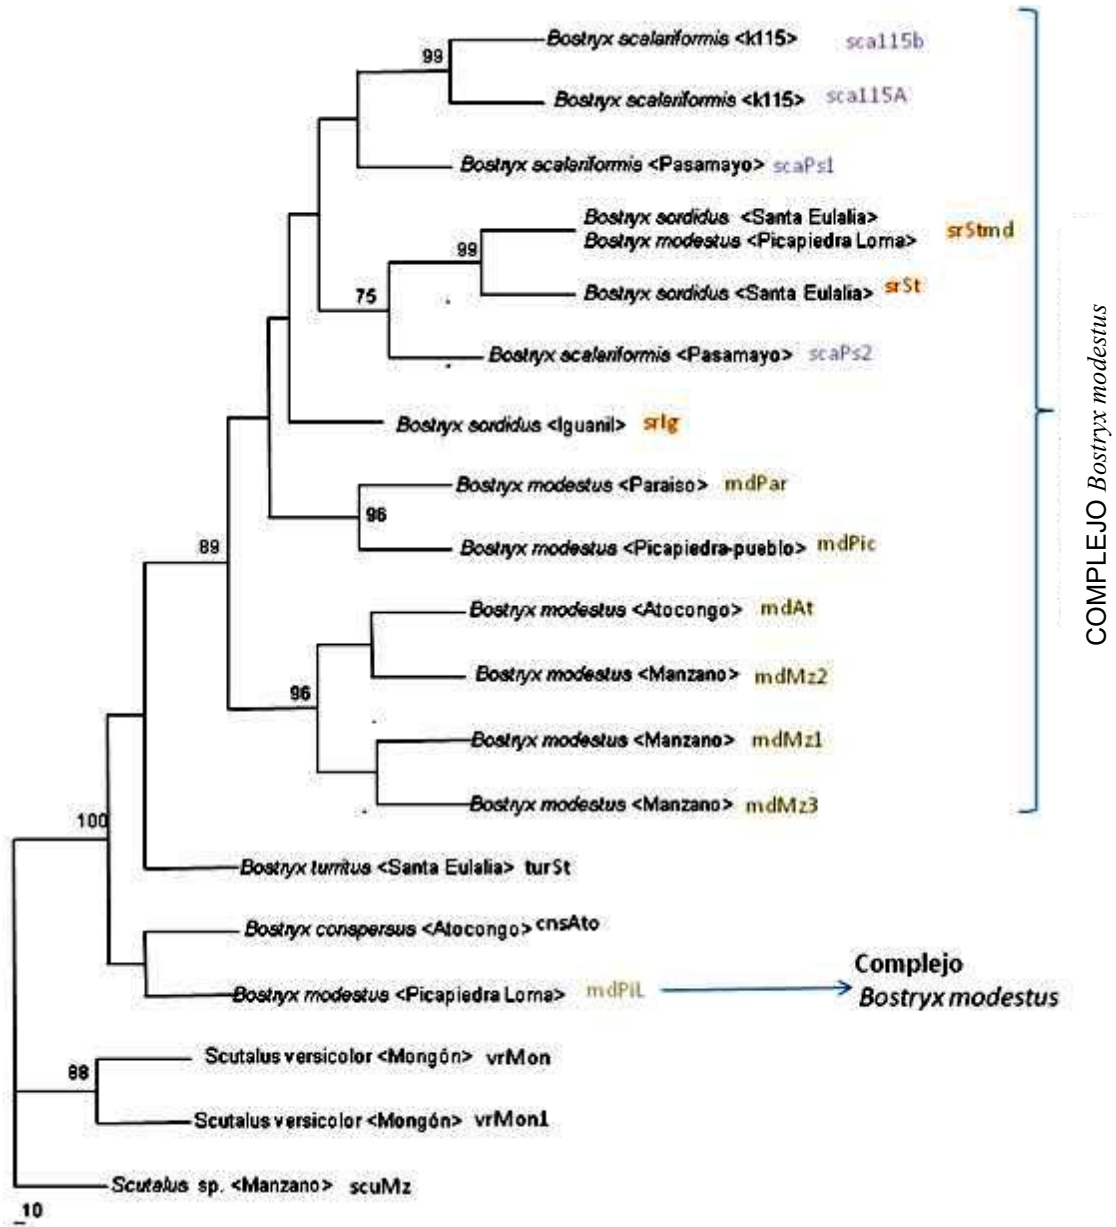 Bostryx scalariformis <k115> sca115b
99
Bostryx scalariformis <k115> sca115A
Bostryx scalariformis <Pasamayo> scaPs1
Bostryx sordidus <Santa Eulalia>
Bostryx modestus <Picapiedra Loma> srStmd
99
Bostryx sordidus <Santa Eulalia> srSt
75
Bostryx scalariformis <Pasamayo> scaPs2
Bostryx sordidus <Iguanil> srIg
Bostryx modestus <Paraiso> mdPar
96
Bostryx modestus <Picapiedra-pueblo> mdPic
89
Bostryx modestus <Atocongo> mdAt
Bostryx modestus <Manzano> mdMz2
96
Bostryx modestus <Manzano> mdMz1
Bostryx modestus <Manzano> mdMz3
COMPLEJO Bostryx modestus
100
Bostryx turritus <Santa Eulalia> turSt
Bostryx conspersus <Atocongo> cnsAto
Bostryx modestus <Picapiedra Loma> mdPiL
Complejo
Bostryx modestus
Scutalus versicolor <Mongón> vrMon
88
Scutalus versicolor <Mongón> vrMon1
Scutalus sp. <Manzano> scuMz
10